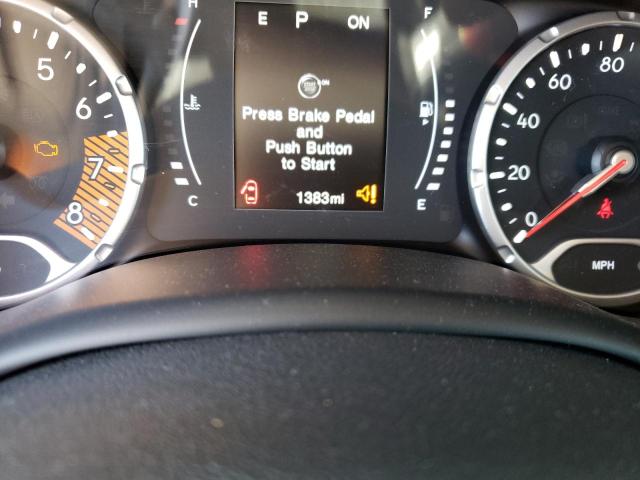 H
E P ON
F
5
6
7
8
ON
Press Brake Pedal
and
Push Button
to Start
1383mi
C
E
80
60
40
20
0
MPH